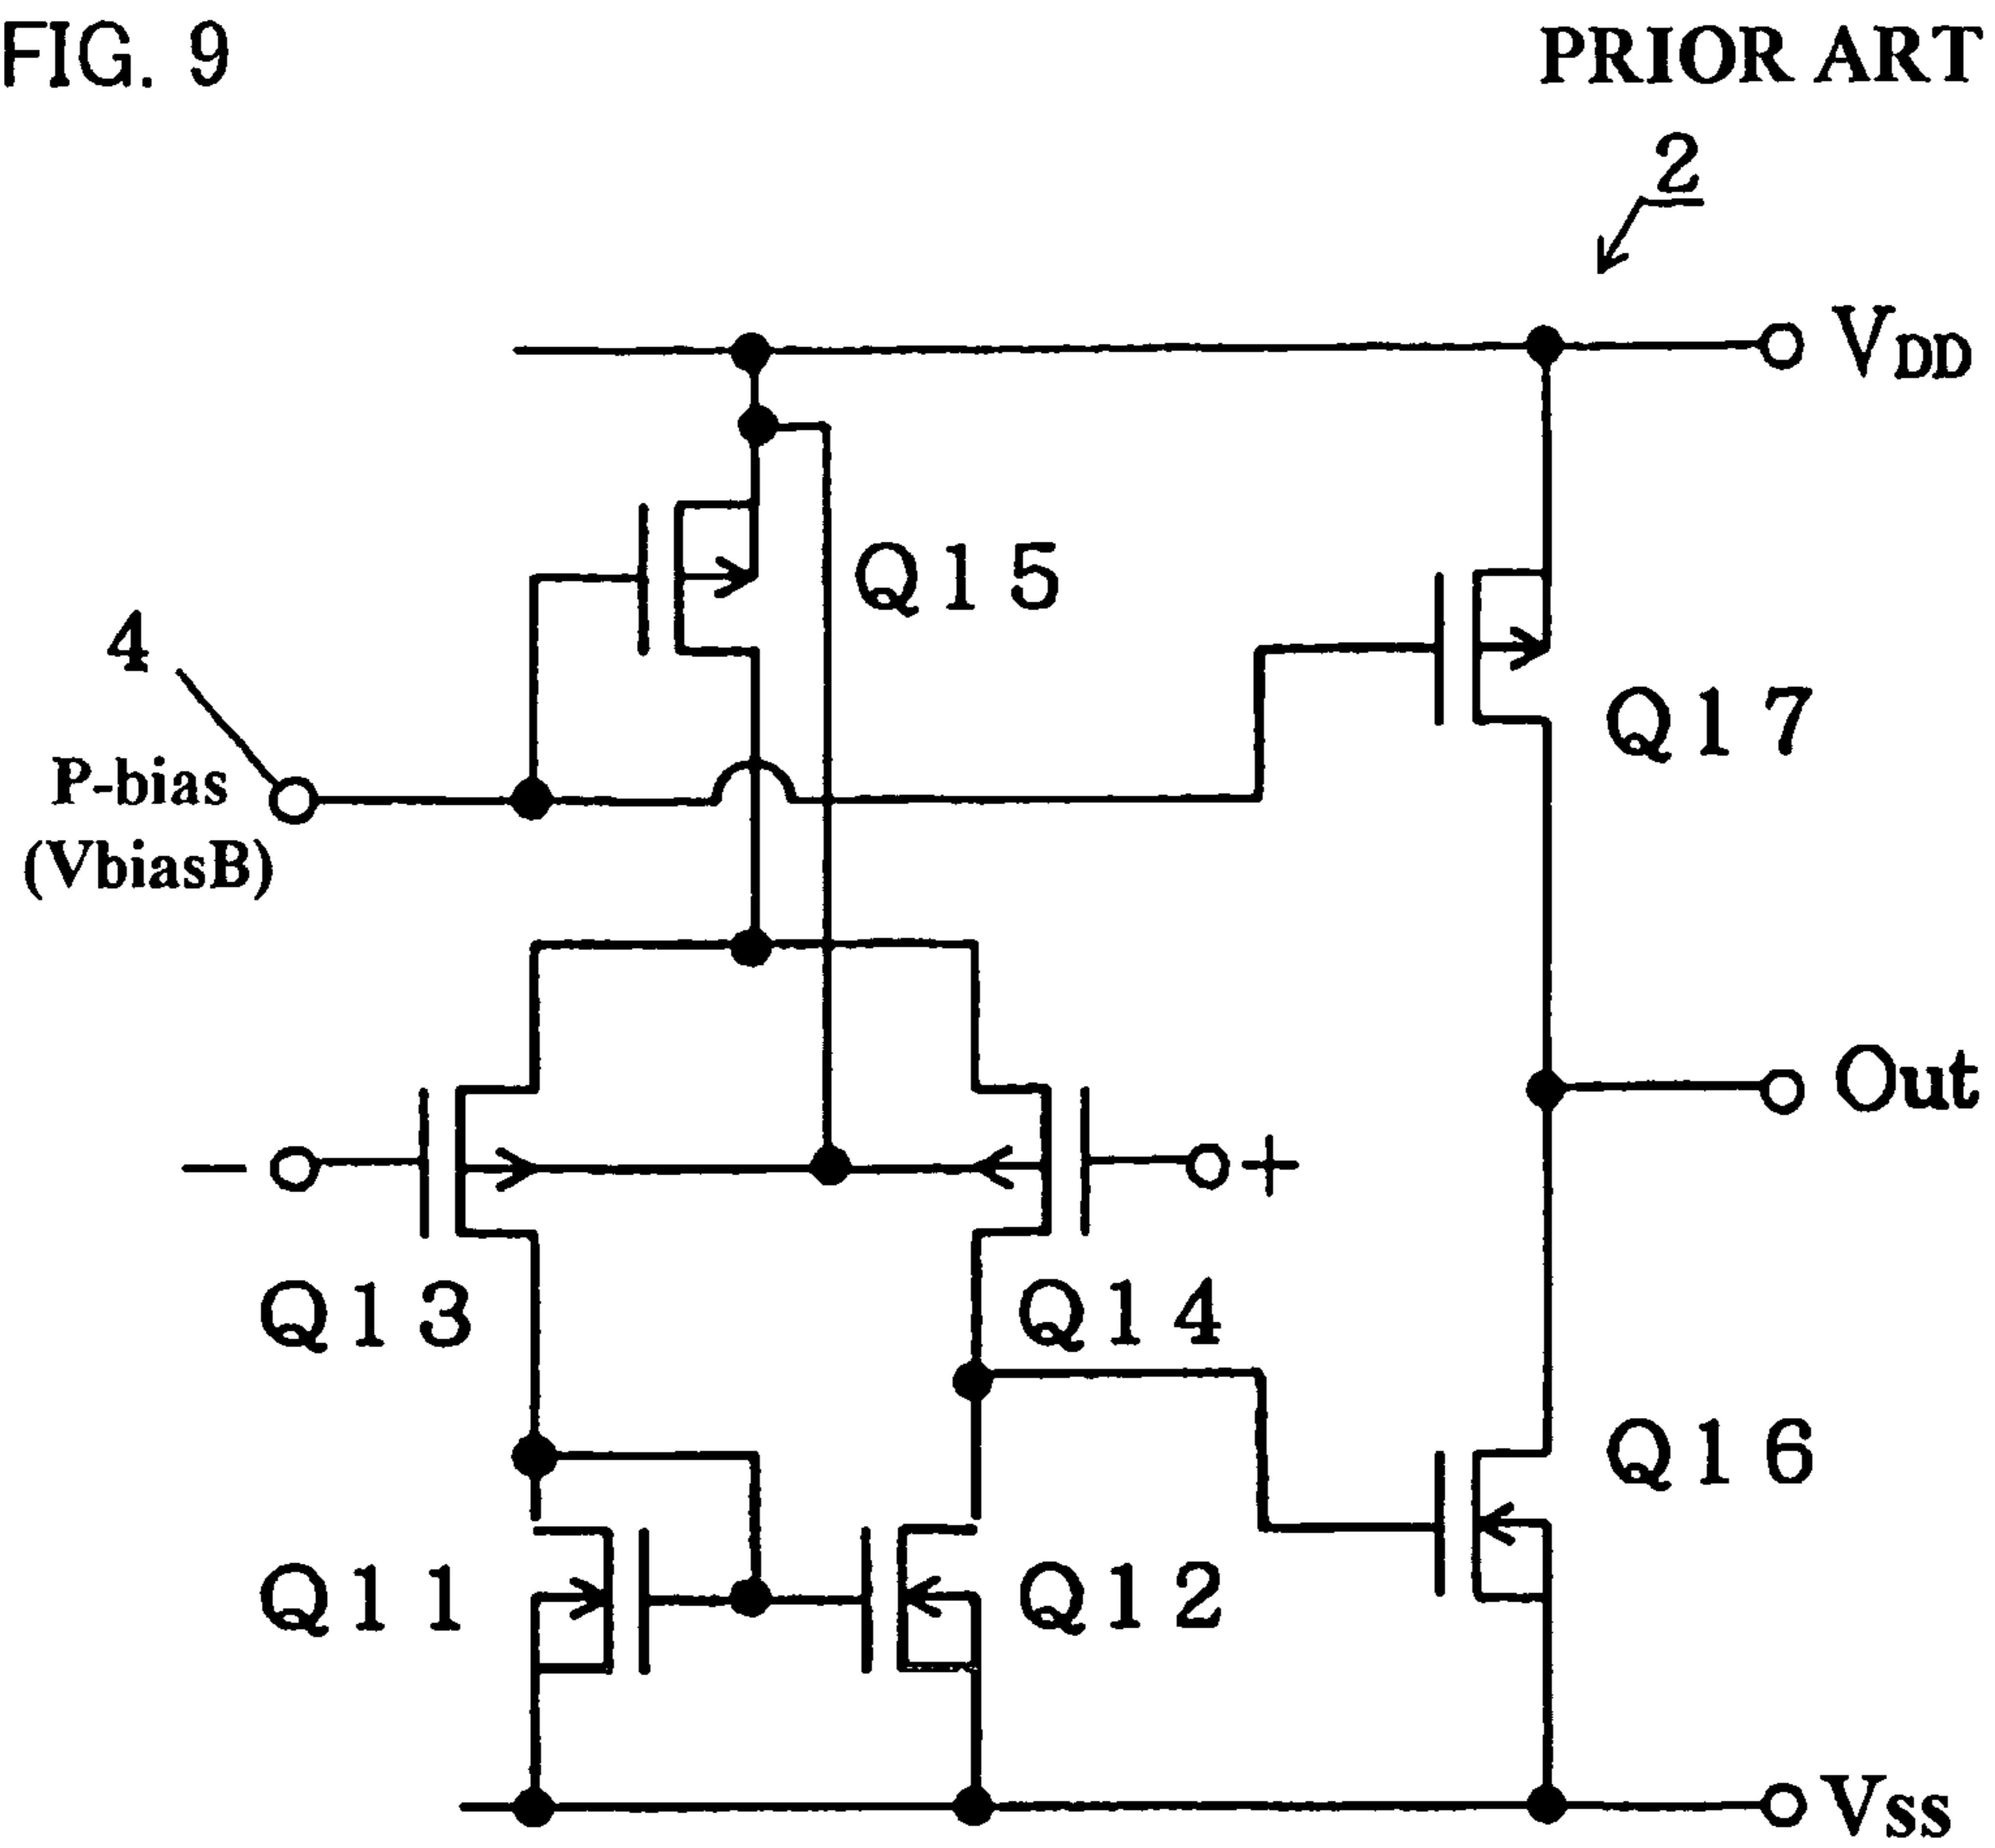 FIG. 9
PRIOR ART
2
VDD
Q15
4
Q17
P-bias
(VbiasB)
Out
−
+
Q13
Q14
Q16
Q11
Q12
VSS